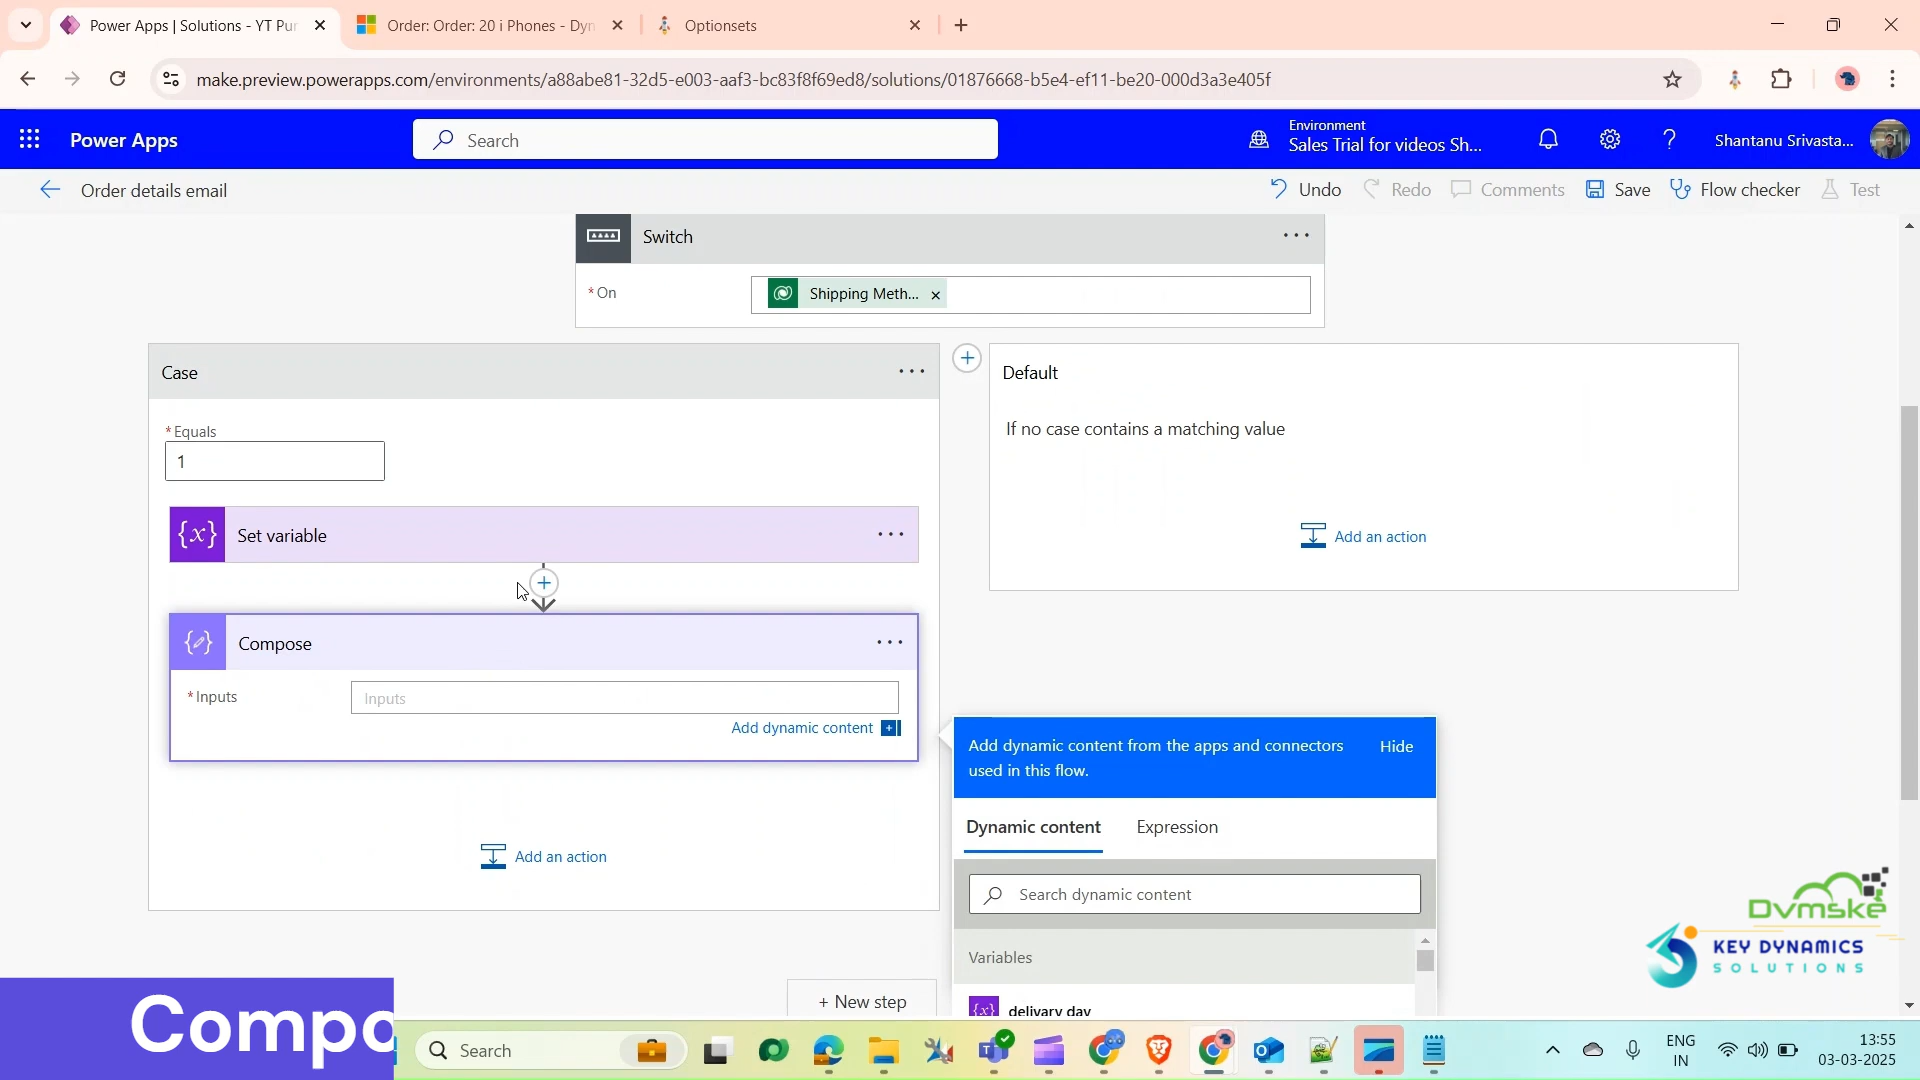 Power Apps | Solutions - YT Pur
Order: Order: 20 i Phones - Dyn
Optionsets
make.preview.powerapps.com/environments/a88abe81-32d5-e003-aaf3-bc83f8f69ed8/solutions/01876668-b5e4-ef11-be20-000d3a3e405f
Power Apps
Search
Environment
Sales Trial for videos Sh...
Shantanu Srivasta...
Order details email
Undo
Redo
Comments
Save
Flow checker
Test
Switch
* On
Shipping Meth...
Case
* Equals
1
Set variable
Compose
* Inputs
Inputs
Add dynamic content
Add an action
Default
If no case contains a matching value
Add an action
Add dynamic content from the apps and connectors
used in this flow.
Hide
Dynamic content
Expression
Search dynamic content
Variables
delivary day
+ New step
Dvmske
KEY DYNAMICS
SOLUTIONS
Compo
Search
ENG
IN
13:55
03-03-2025